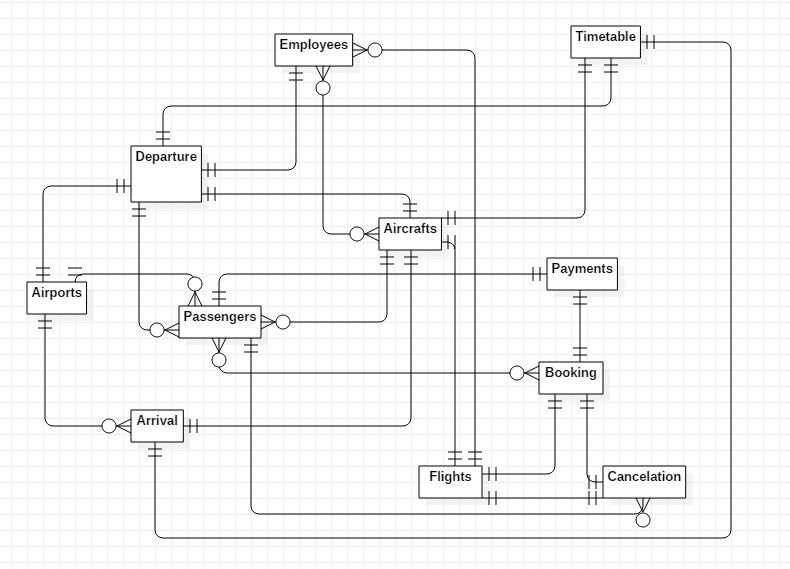 Employees
Timetable
Departure
Aircrafts
Payments
Airports
Passengers
Booking
Arrival
Flights
Cancelation